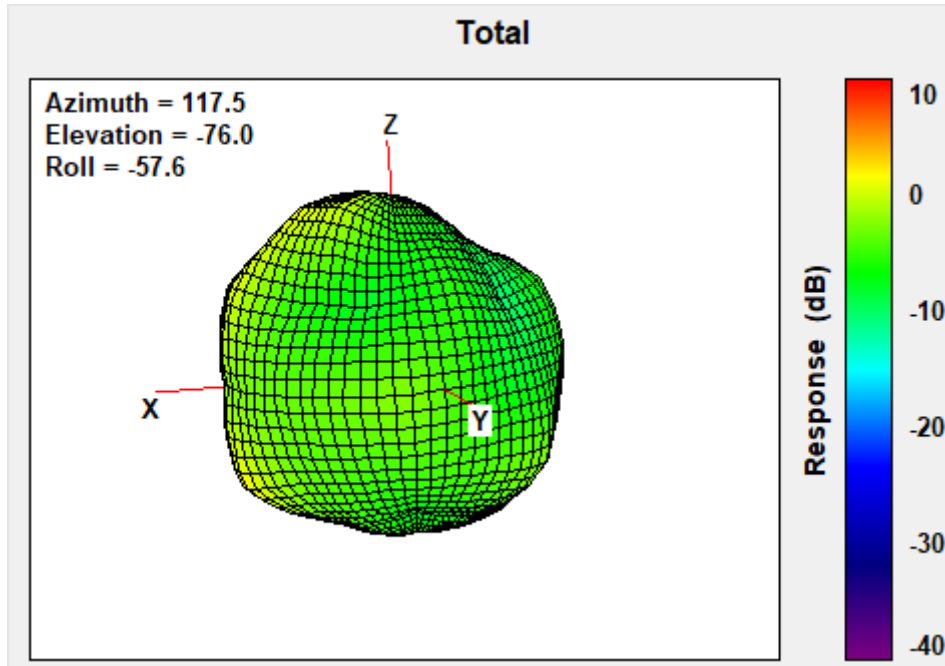 Total
Azimuth = 117.5
Elevation = -76.0
Roll = -57.6
Z
X
Y
10
0
-10
-20
-30
-40
Response (dB)